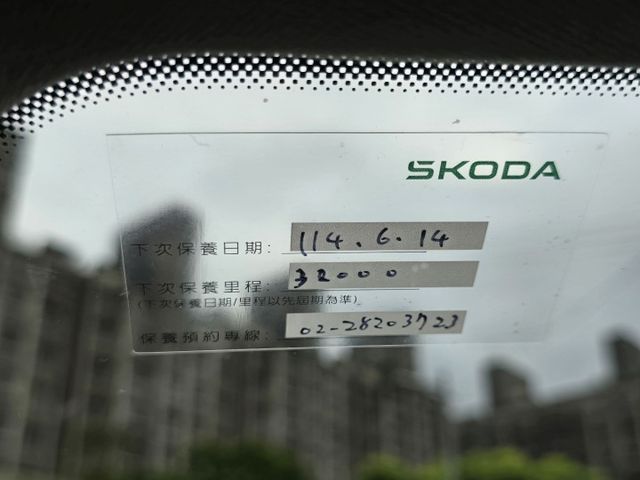 SKODA
下次保養日期: 114.6.14
下次保養里程: 32000
(下次保養日期/里程以先屆期為準)
保養預約專線: 02-28203723